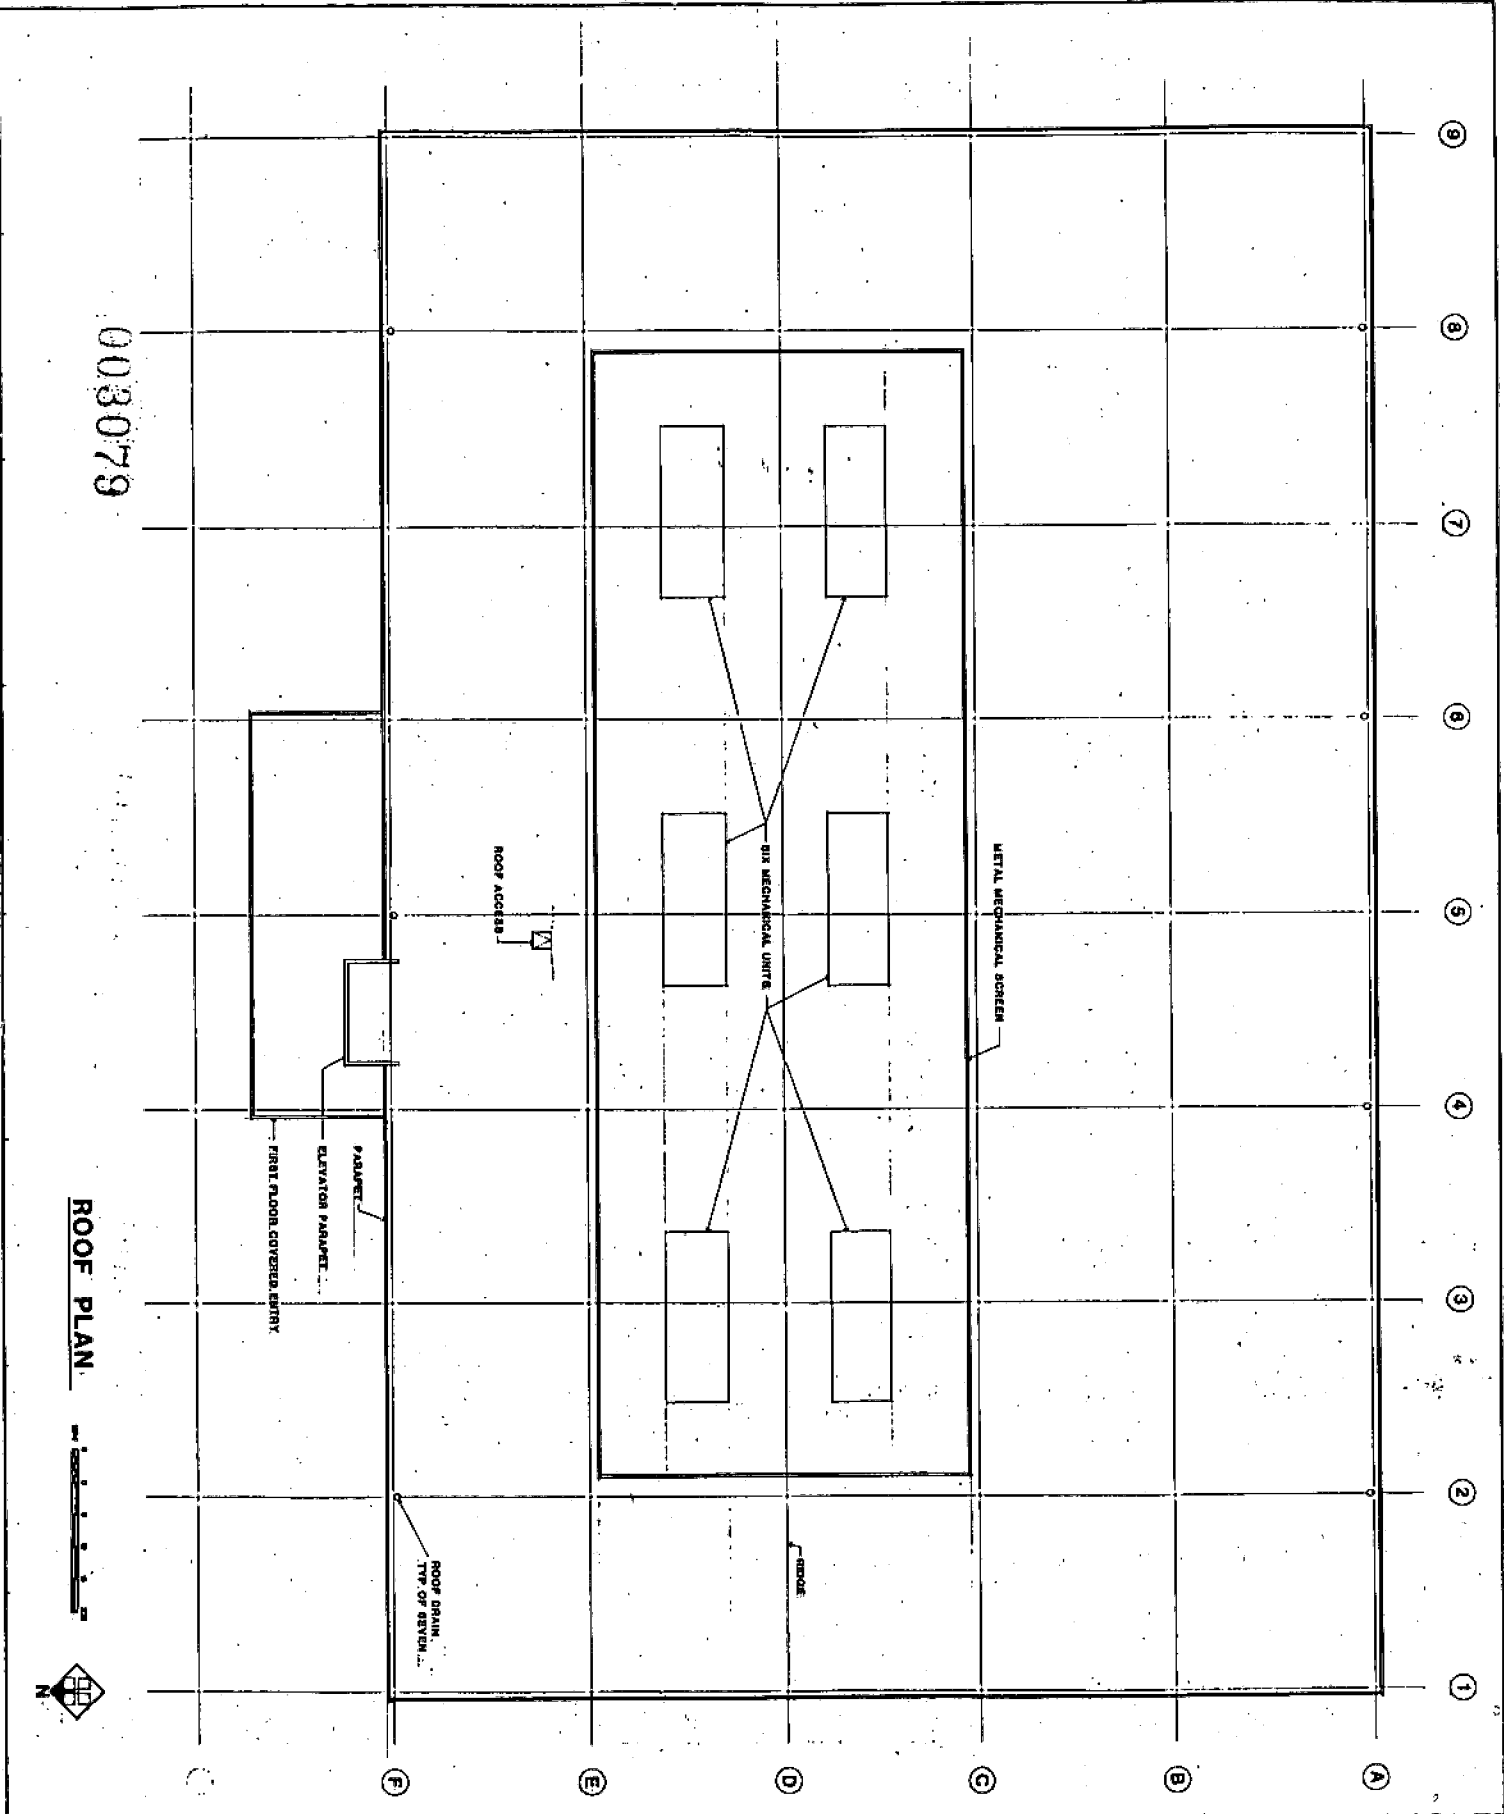 9
8
7
6
5
4
3
2
1
A
B
C
D
E
F
METAL MECHANICAL SCREEN
SIX MECHANICAL UNITS
ROOF ACCESS
RIDGE
ROOF DRAIN
TYP. OF SEVEN
PARAPET
ELEVATOR PARAPET
FIRST FLOOR COVERED ENTRY
ROOF PLAN
N
008079